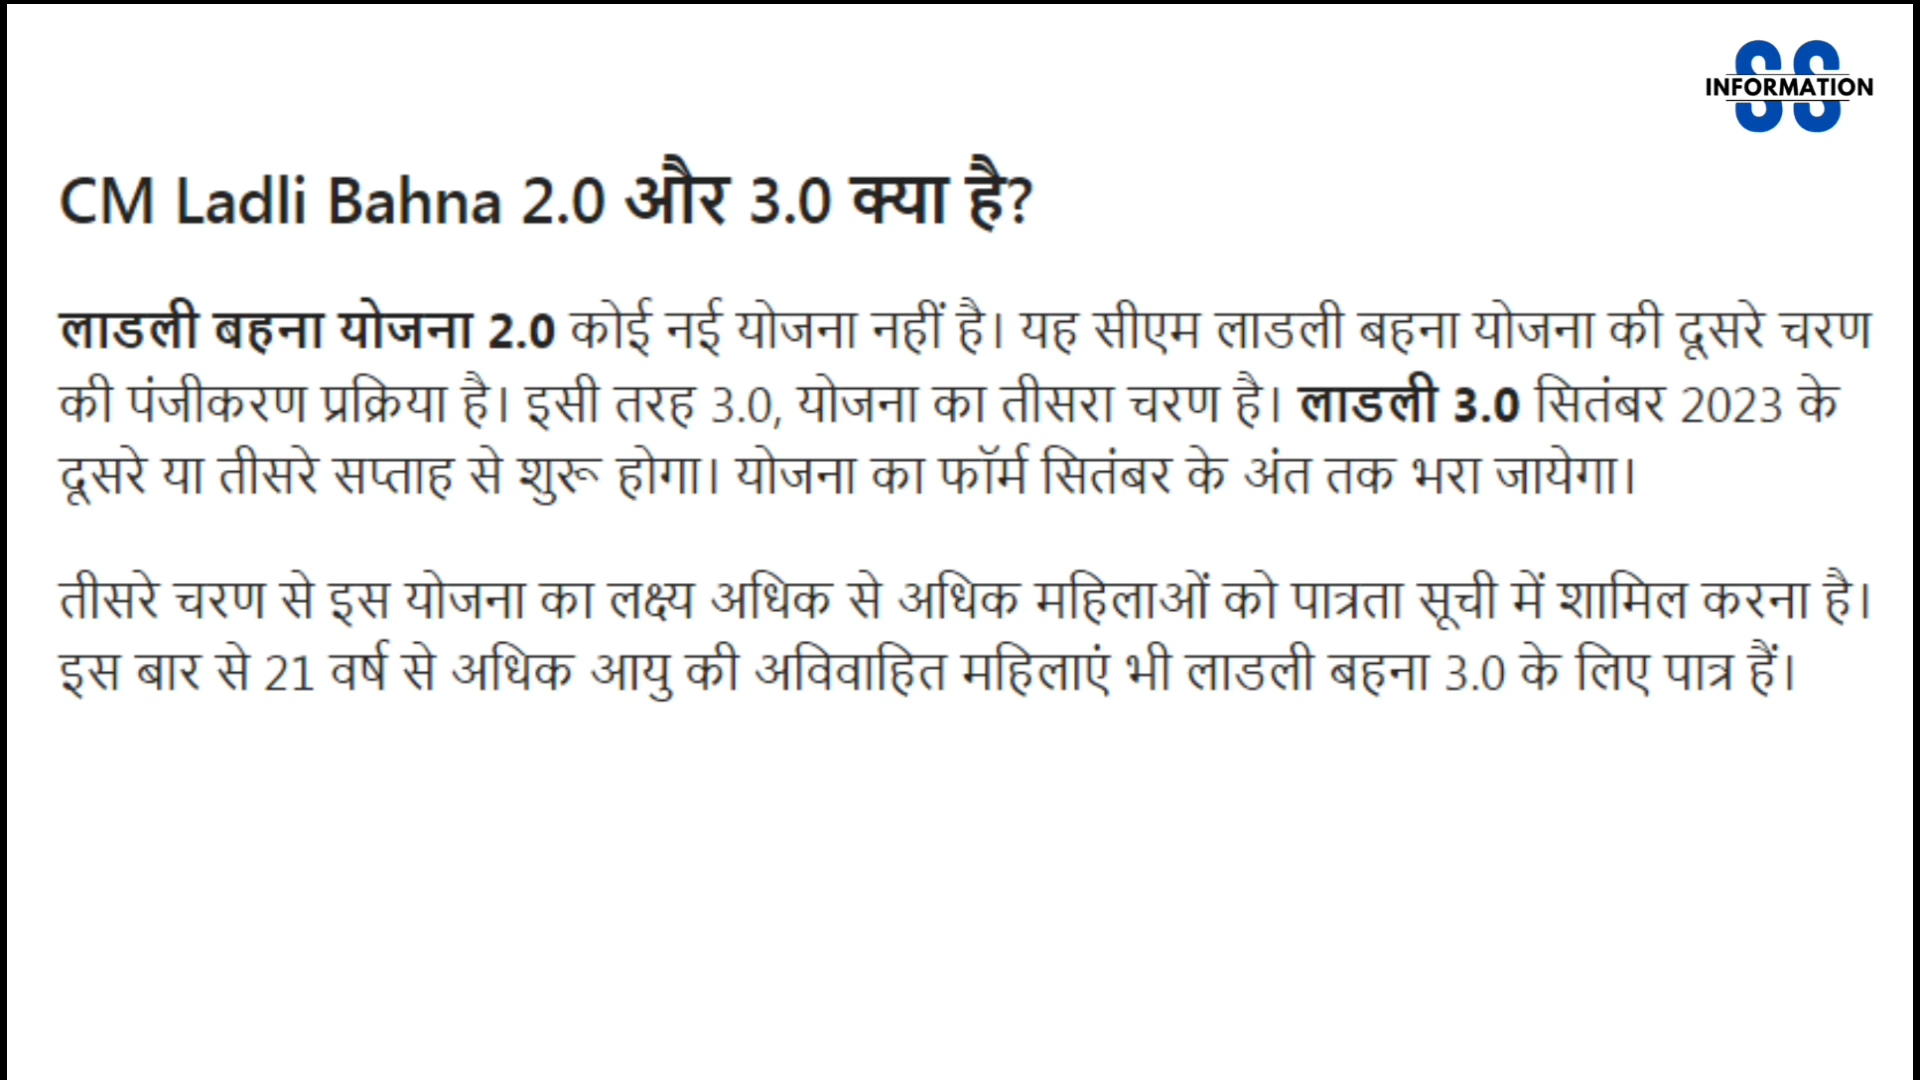 SS
INFORMATION
CM Ladli Bahna 2.0 और 3.0 क्या है?
लाडली बहना योजना 2.0 कोई नई योजना नहीं है। यह सीएम लाडली बहना योजना की दूसरे चरण
की पंजीकरण प्रक्रिया है। इसी तरह 3.0, योजना का तीसरा चरण है। लाडली 3.0 सितंबर 2023 के
दूसरे या तीसरे सप्ताह से शुरू होगा। योजना का फॉर्म सितंबर के अंत तक भरा जायेगा।
तीसरे चरण से इस योजना का लक्ष्य अधिक से अधिक महिलाओं को पात्रता सूची में शामिल करना है।
इस बार से 21 वर्ष से अधिक आयु की अविवाहित महिलाएं भी लाडली बहना 3.0 के लिए पात्र हैं।